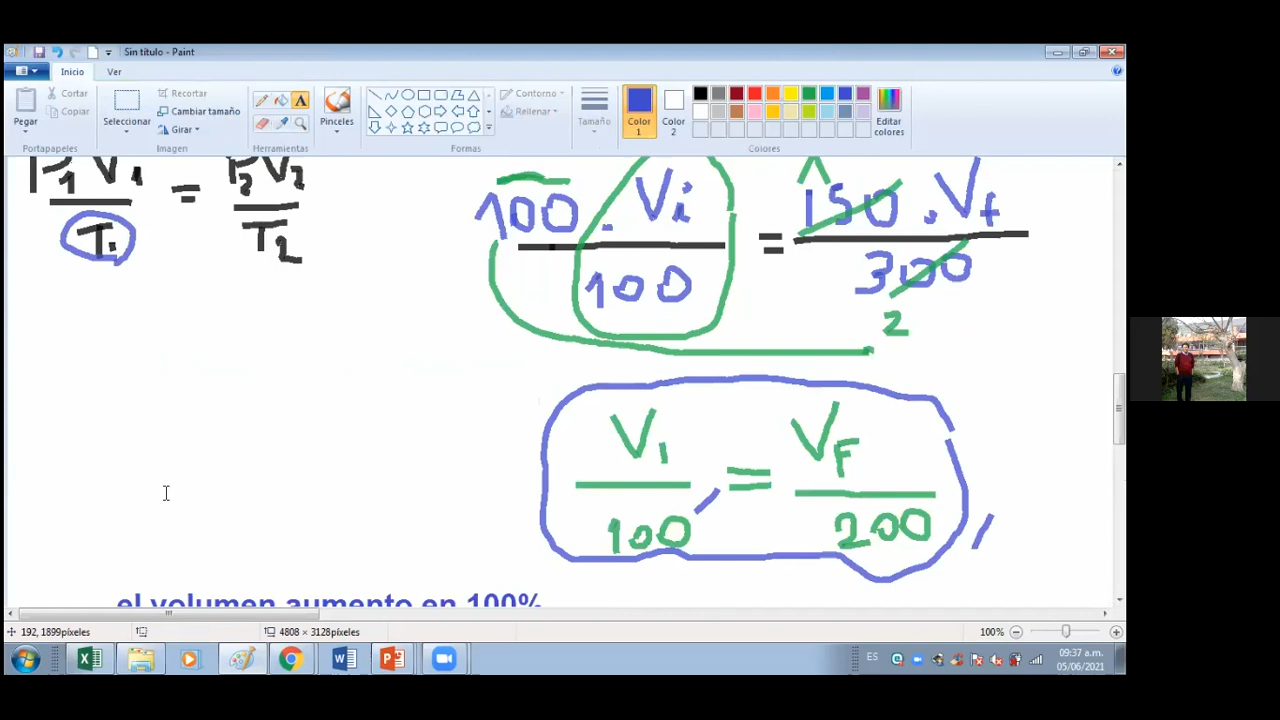 Sin título - Paint
Inicio Ver
Pegar
Cortar
Copiar
Portapapeles
Seleccionar
Recortar
Cambiar tamaño
Girar
Imagen
A
Herramientas
Pinceles
Contorno
Rellenar
Formas
Tamaño
Color 1
Color 2
Editar colores
Colores
P1 V1 / T1 = P2 V2 / T2
100 . Vi / 100 = 150 . Vf / 300
2
V1 / 100 = VF / 200
el volumen aumento en 100%
192, 1899píxeles 4808 × 3128píxeles 100%
ES 09:37 a.m.
05/06/2021